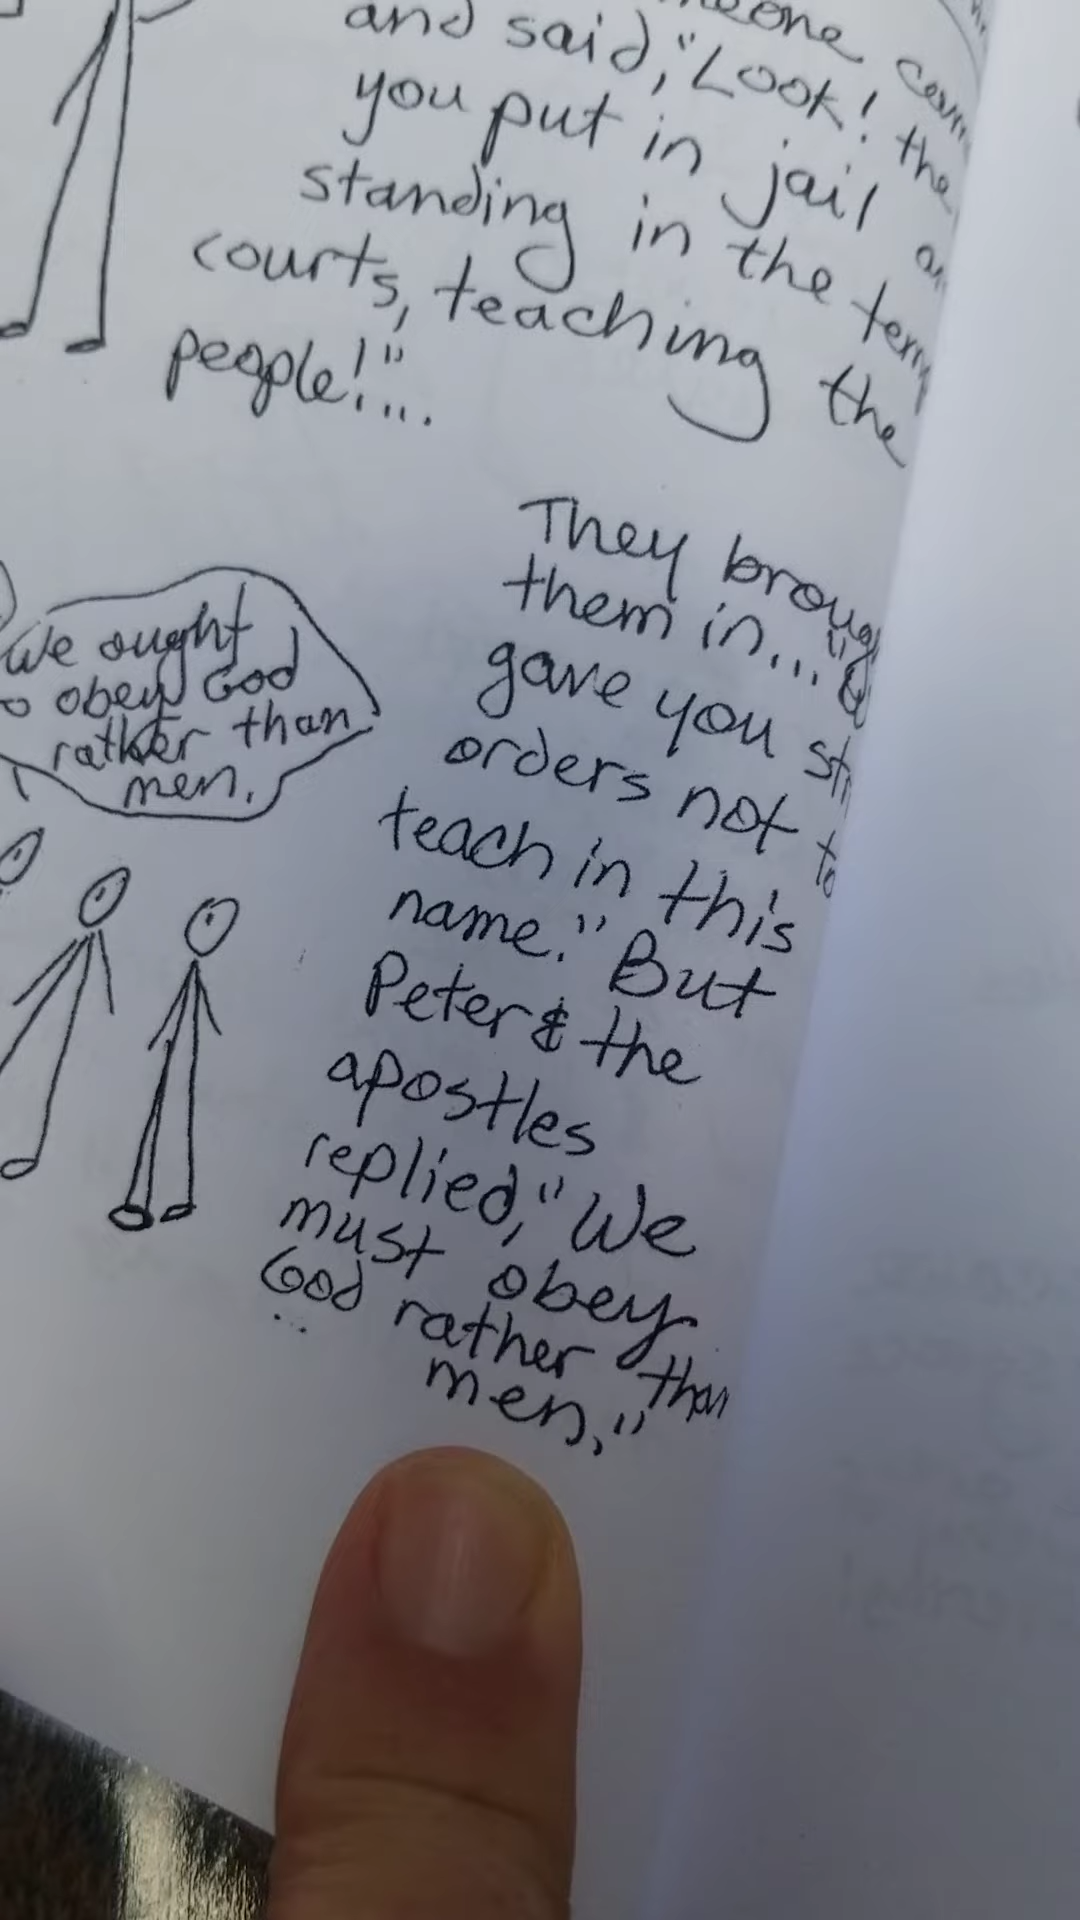 and said, "Look! the
you put in jail
standing in the
courts, teaching the
people!"...
They
them in...
gave you
orders not to
teach in this
name." But
Peter & the
apostles
replied, "We
must obey
God rather than
...
men."
We ought
obey God
rather than
men.